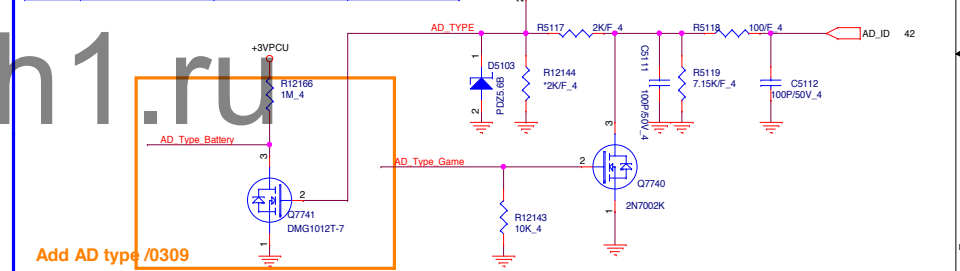 AD_TYPE
R5117
2K/F_4
R5118
100/F_4
AD_ID
42
+3VPCU
h1.ru
R12166
1M_4
1
D5103
PDZ5.6B
2
R12144
*2K/F_4
C5111
100P/50V_4
R5119
7.15K/F_4
C5112
100P/50V_4
AD_Type_Battery
3
AD_Type_Game
2
3
Q7740
2N7002K
1
2
Q7741
DMG1012T-7
1
R12143
10K_4
Add AD type /0309